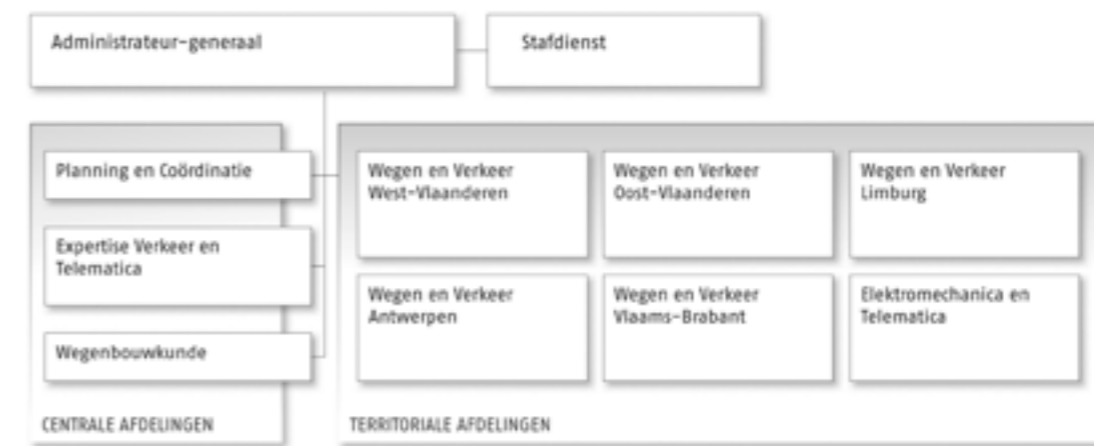 Administrateur-generaal
Stafdienst
Planning en Coördinatie
Expertise Verkeer en
Telematica
Wegenbouwkunde
CENTRALE AFDELINGEN
Wegen en Verkeer
West-Vlaanderen
Wegen en Verkeer
Oost-Vlaanderen
Wegen en Verkeer
Limburg
Wegen en Verkeer
Antwerpen
Wegen en Verkeer
Vlaams-Brabant
Elektromechanica en
Telematica
TERRITORIALE AFDELINGEN